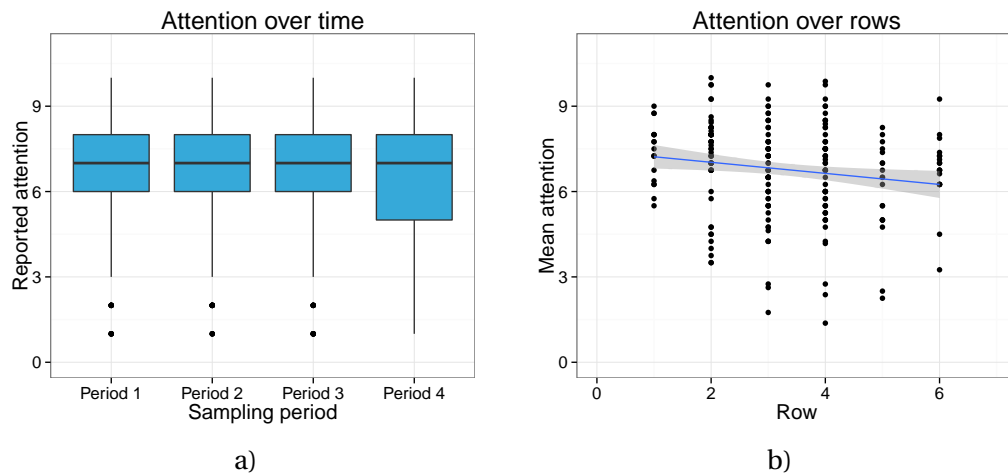 Attention over time
Reported attention
9
6
3
0
Period 1 Period 2 Period 3 Period 4
Sampling period
a)
Attention over rows
Mean attention
9
6
3
0
0 2 4 6
Row
b)